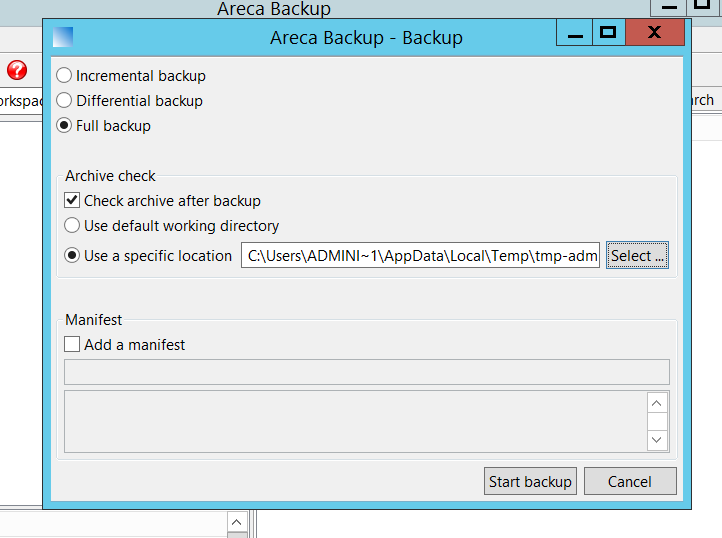 Areca Backup
Areca Backup - Backup
Incremental backup
Differential backup
Full backup
Archive check
Check archive after backup
Use default working directory
Use a specific location C:\Users\ADMINI~1\AppData\Local\Temp\tmp-adm Select ...
Manifest
Add a manifest
Start backup Cancel
orkspac
rch